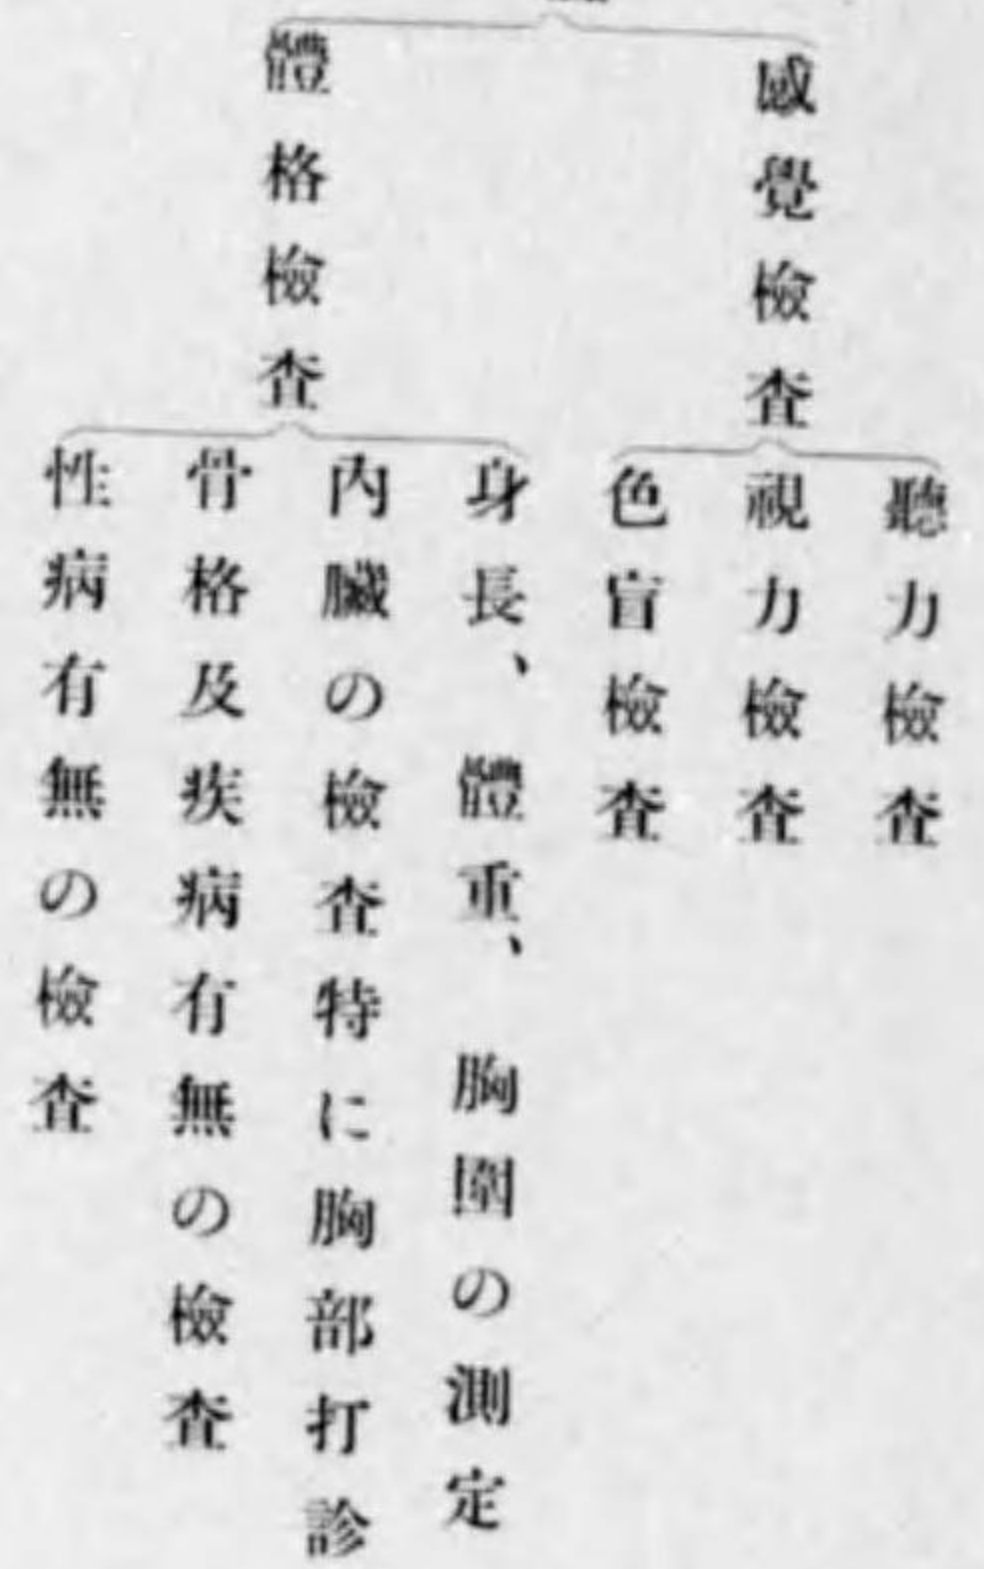 感覺檢査
聽力檢査
視力檢査
色盲檢査
體格檢査
身長、體重、胸圍の測定
內臟の檢査特に胸部打診
骨格及疾病有無の檢査
性病有無の檢査